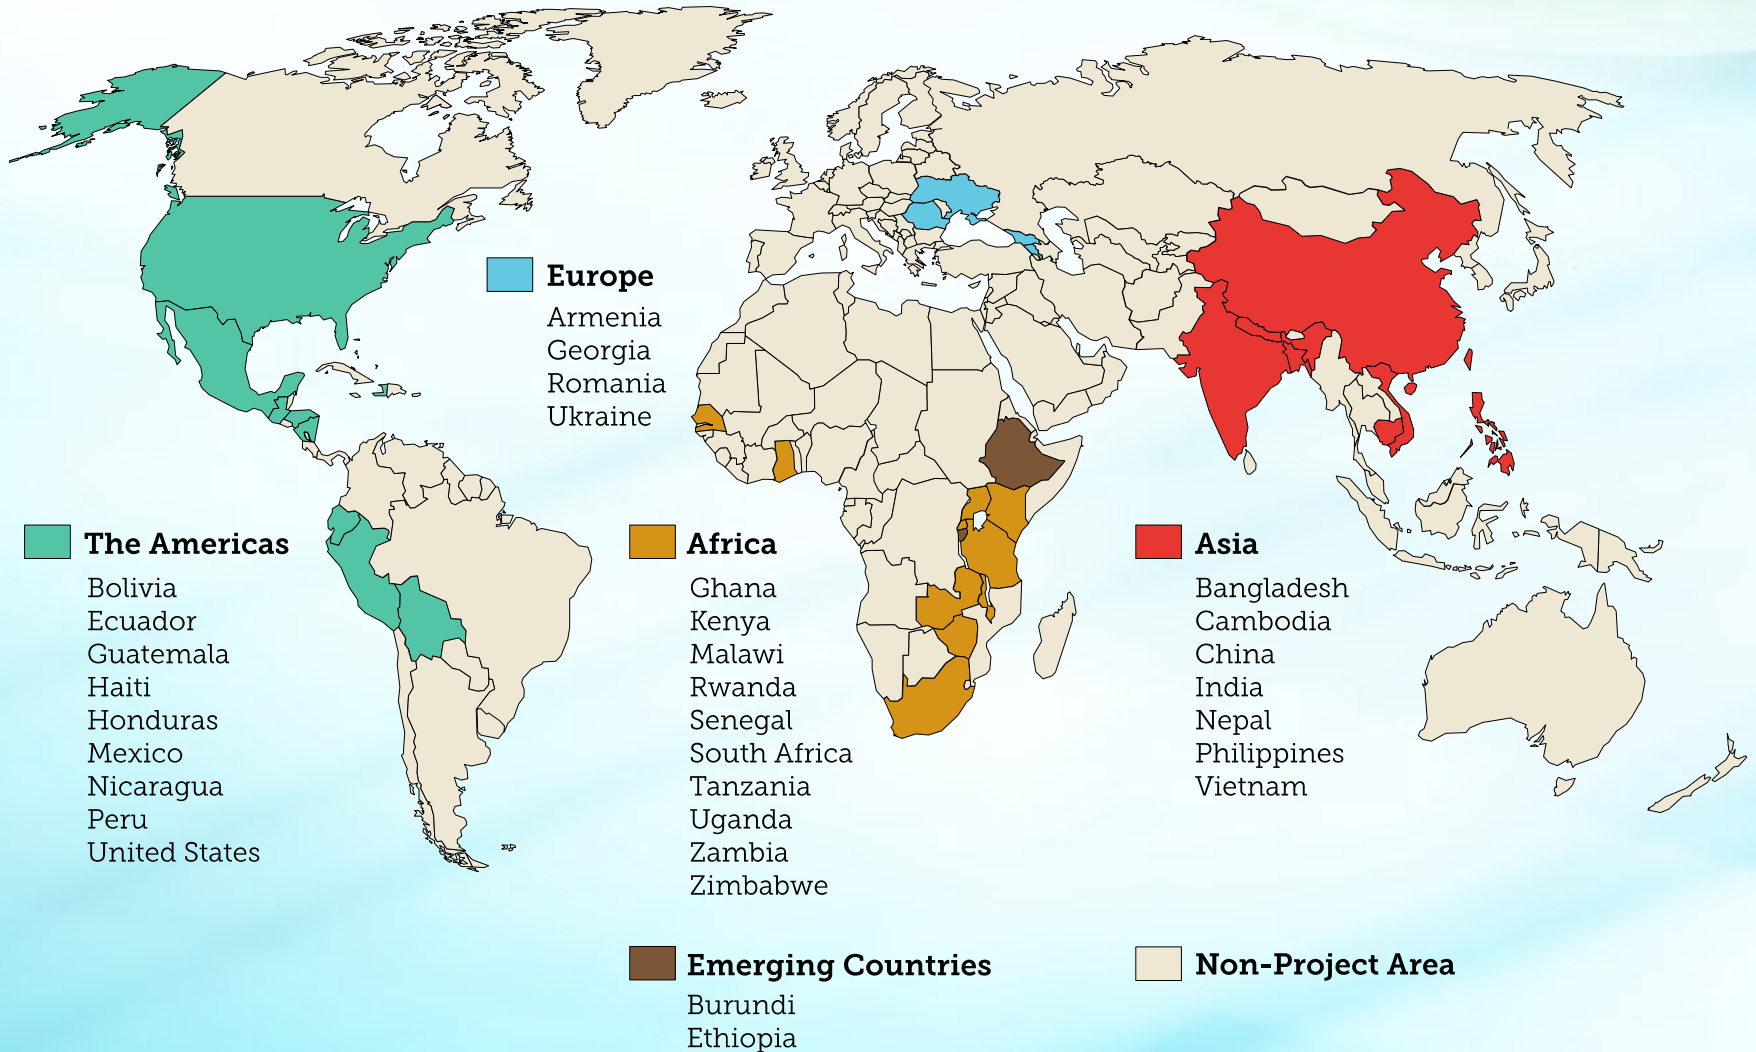 Europe
Armenia
Georgia
Romania
Ukraine
The Americas
Bolivia
Ecuador
Guatemala
Haiti
Honduras
Mexico
Nicaragua
Peru
United States
Africa
Ghana
Kenya
Malawi
Rwanda
Senegal
South Africa
Tanzania
Uganda
Zambia
Zimbabwe
Asia
Bangladesh
Cambodia
China
India
Nepal
Philippines
Vietnam
Emerging Countries
Burundi
Ethiopia
Non-Project Area